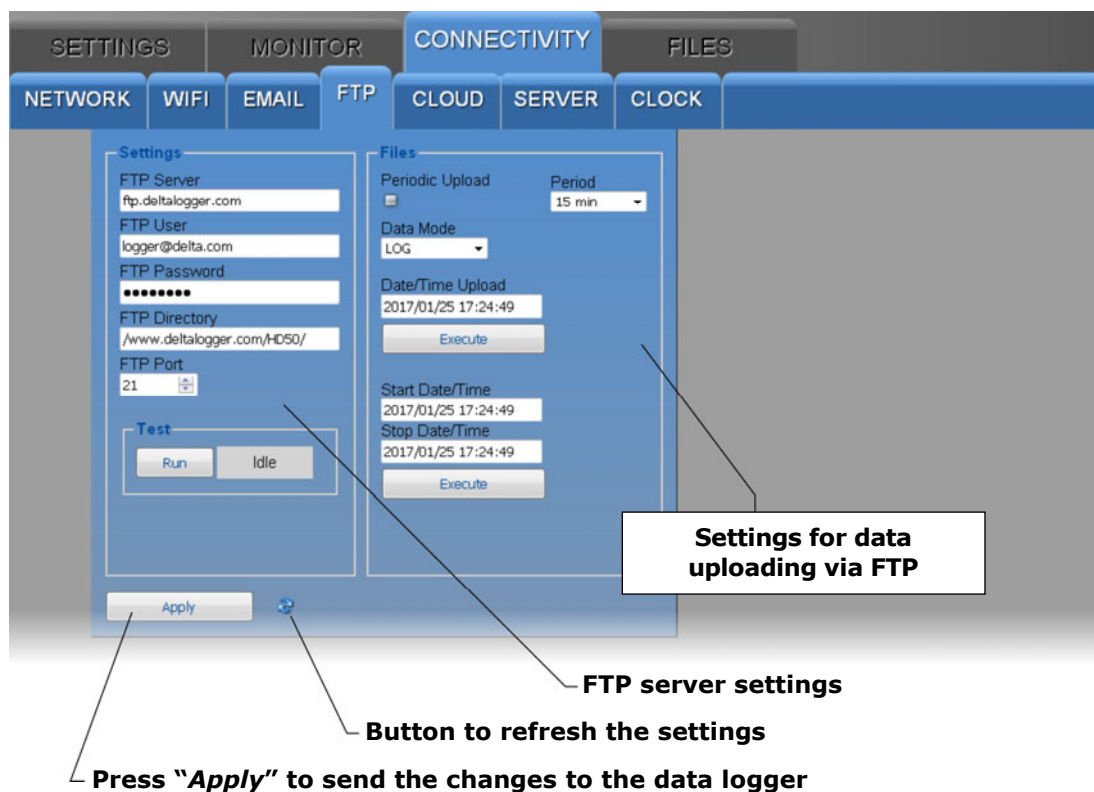 SETTINGS MONITOR CONNECTIVITY FILES
NETWORK WIFI EMAIL FTP CLOUD SERVER CLOCK
Settings
FTP Server
ftp.deltalogger.com
FTP User
logger@delta.com
FTP Password
●●●●●●●●
FTP Directory
/www.deltalogger.com/HD50/
FTP Port
21
Test
Run Idle
Files
Periodic Upload Period
15 min
Data Mode
LOG
Date/Time Upload
2017/01/25 17:24:49
Execute
Start Date/Time
2017/01/25 17:24:49
Stop Date/Time
2017/01/25 17:24:49
Execute
Settings for data
uploading via FTP
Apply
FTP server settings
Button to refresh the settings
Press “Apply” to send the changes to the data logger